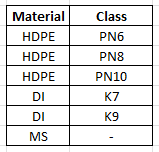 Material Class
HDPE PN6
HDPE PN8
HDPE PN10
DI K7
DI K9
MS -